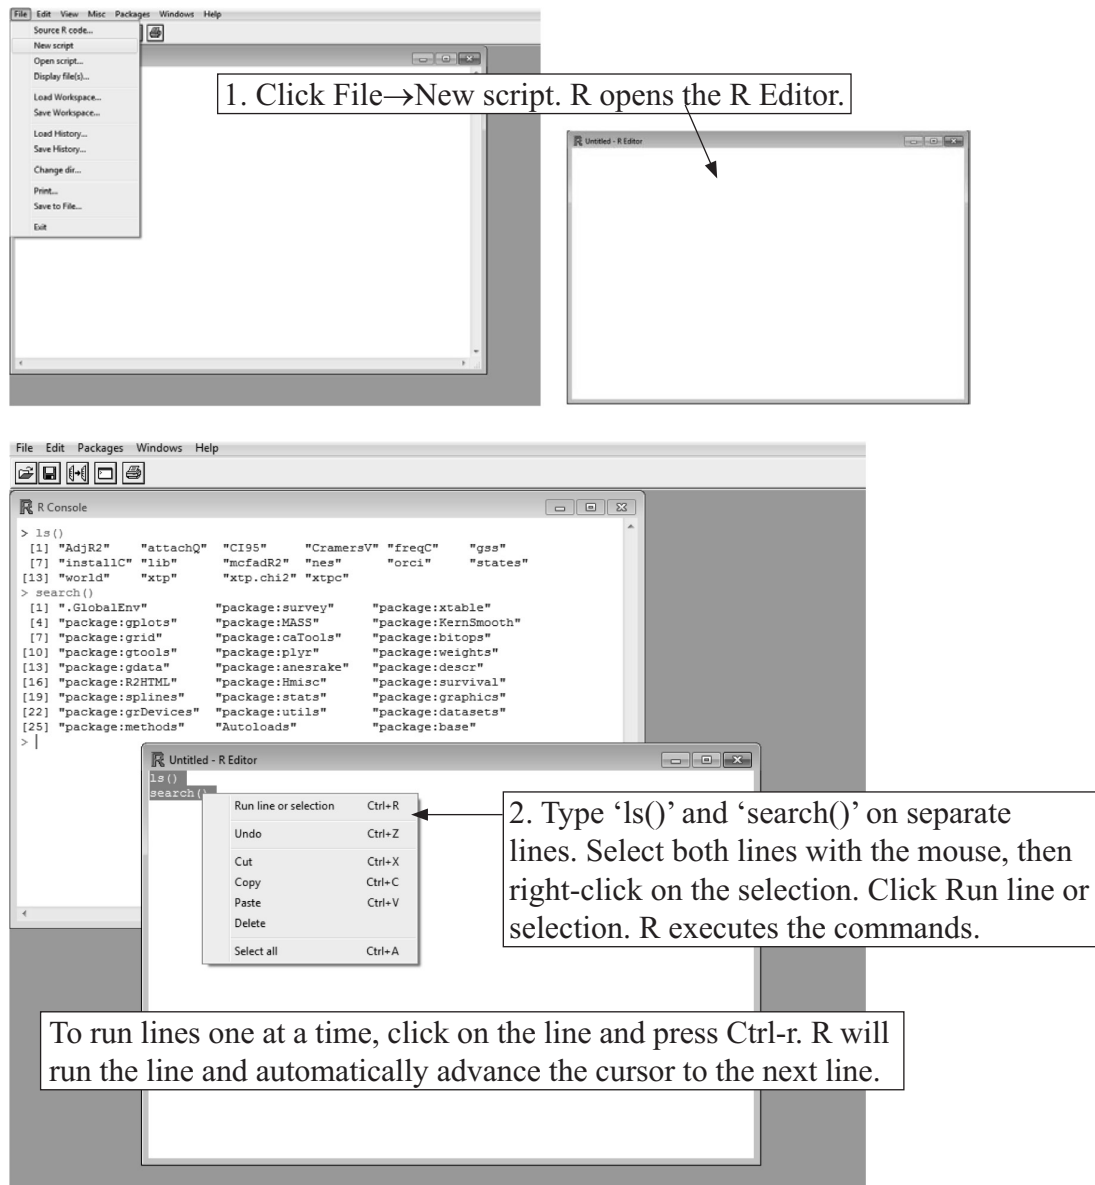 File Edit View Misc Packages Windows Help
Source R code...
New script
Open script...
Display file(s)...
Load Workspace...
Save Workspace...
Load History...
Save History...
Change dir...
Print...
Save to File...
Exit
1. Click File→New script. R opens the R Editor.
Untitled - R Editor
File Edit Packages Windows Help
R Console
> ls()
[1] "AdjR2" "attachQ" "CI95" "CramersV" "freqC" "gss"
[7] "installC" "lib" "mcfadR2" "nes" "orci" "states"
[13] "world" "xtp" "xtp.chi2" "xtpc"
> search()
[1] ".GlobalEnv" "package:survey" "package:xtable"
[4] "package:gplots" "package:MASS" "package:KernSmooth"
[7] "package:grid" "package:caTools" "package:bitops"
[10] "package:gtools" "package:plyr" "package:weights"
[13] "package:gdata" "package:anesrake" "package:descr"
[16] "package:R2HTML" "package:Hmisc" "package:survival"
[19] "package:splines" "package:stats" "package:graphics"
[22] "package:grDevices" "package:utils" "package:datasets"
[25] "package:methods" "Autoloads" "package:base"
>
Untitled - R Editor
ls()
search()
Run line or selection Ctrl+R
Undo Ctrl+Z
Cut Ctrl+X
Copy Ctrl+C
Paste Ctrl+V
Delete
Select all Ctrl+A
2. Type ‘ls()’ and ‘search()’ on separate
lines. Select both lines with the mouse, then
right-click on the selection. Click Run line or
selection. R executes the commands.
To run lines one at a time, click on the line and press Ctrl-r. R will
run the line and automatically advance the cursor to the next line.